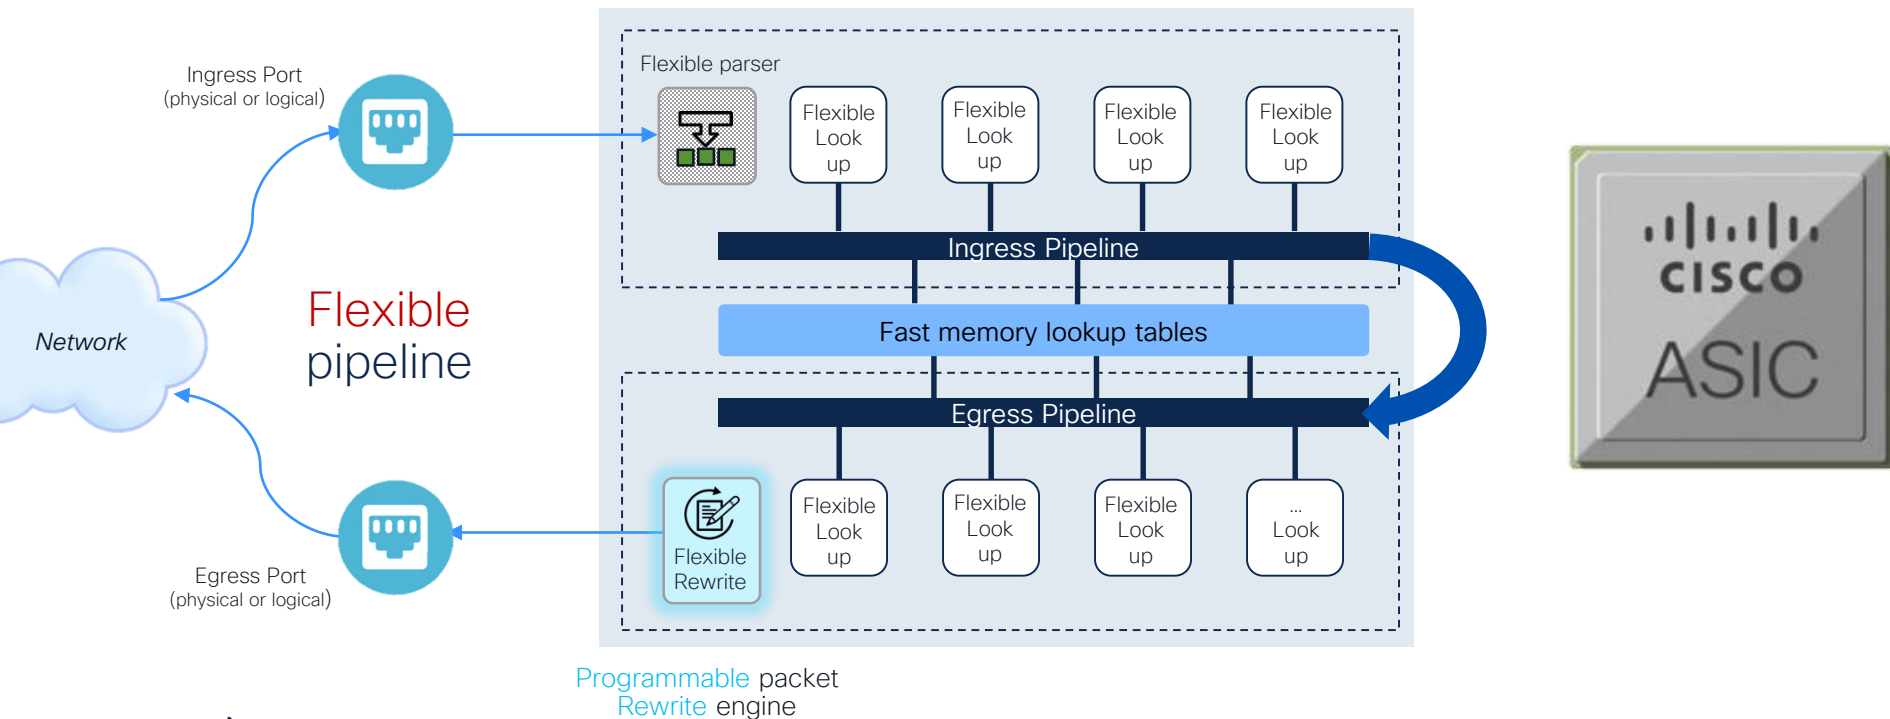 Ingress Port
(physical or logical)
Flexible parser
Flexible
Look
up
Flexible
Look
up
Flexible
Look
up
Flexible
Look
up
Ingress Pipeline
CISCO
ASIC
Network
Flexible
pipeline
Fast memory lookup tables
Egress Pipeline
Egress Port
(physical or logical)
Flexible
Rewrite
Flexible
Look
up
Flexible
Look
up
Flexible
Look
up
...
Look
up
Programmable packet
Rewrite engine